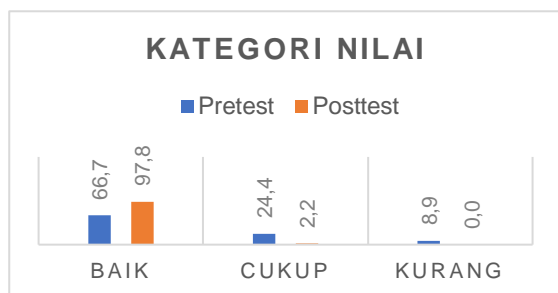 KATEGORI NILAI
Pretest Posttest
66,7 97,8 24,4 2,2 8,9 0,0
BAIK CUKUP KURANG